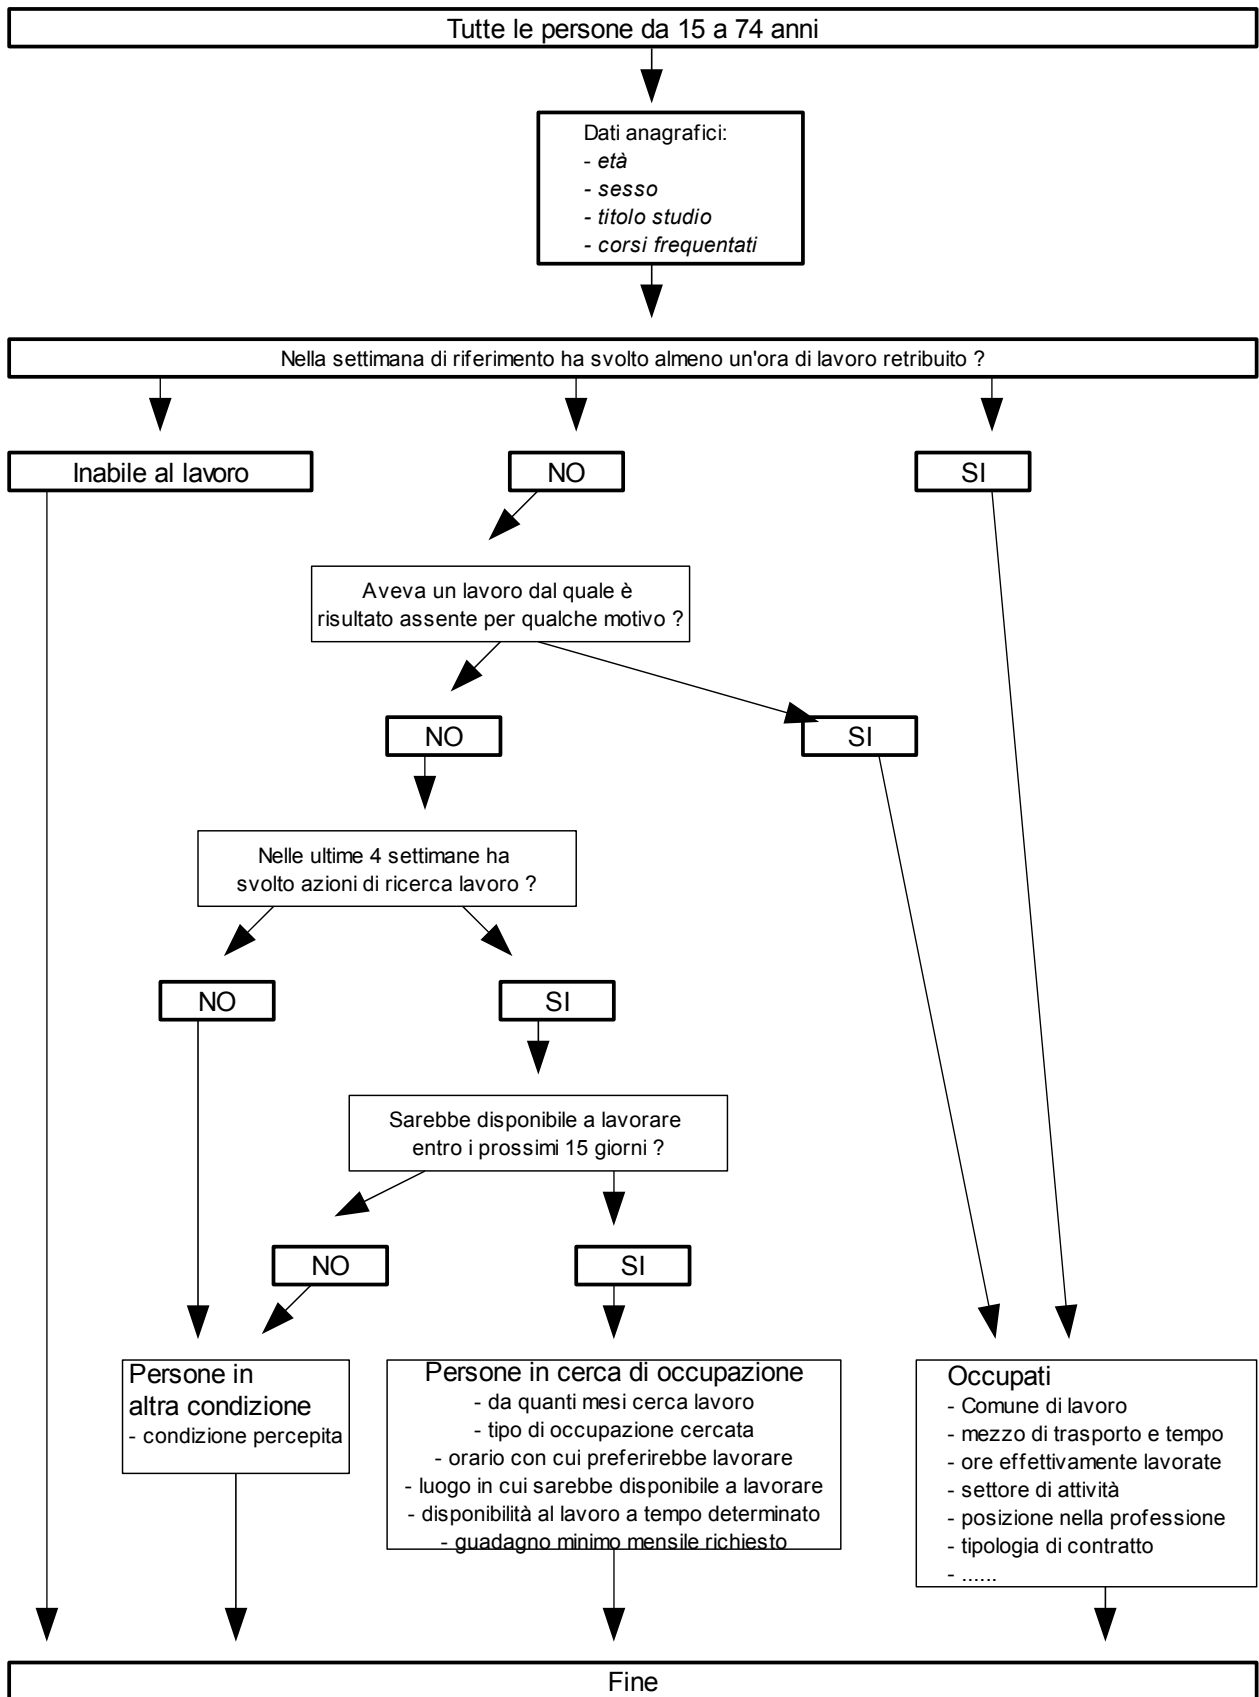 Tutte le persone da 15 a 74 anni
Dati anagrafici:
- età
- sesso
- titolo studio
- corsi frequentati
Nella settimana di riferimento ha svolto almeno un'ora di lavoro retribuito ?
Inabile al lavoro
NO
SI
Aveva un lavoro dal quale è
risultato assente per qualche motivo ?
NO
SI
Nelle ultime 4 settimane ha
svolto azioni di ricerca lavoro ?
NO
SI
Sarebbe disponibile a lavorare
entro i prossimi 15 giorni ?
NO
SI
Persone in
altra condizione
- condizione percepita
Persone in cerca di occupazione
- da quanti mesi cerca lavoro
- tipo di occupazione cercata
- orario con cui preferirebbe lavorare
- luogo in cui sarebbe disponibile a lavorare
- disponibilità al lavoro a tempo determinato
- guadagno minimo mensile richiesto
Occupati
- Comune di lavoro
- mezzo di trasporto e tempo
- ore effettivamente lavorate
- settore di attività
- posizione nella professione
- tipologia di contratto
- ......
Fine